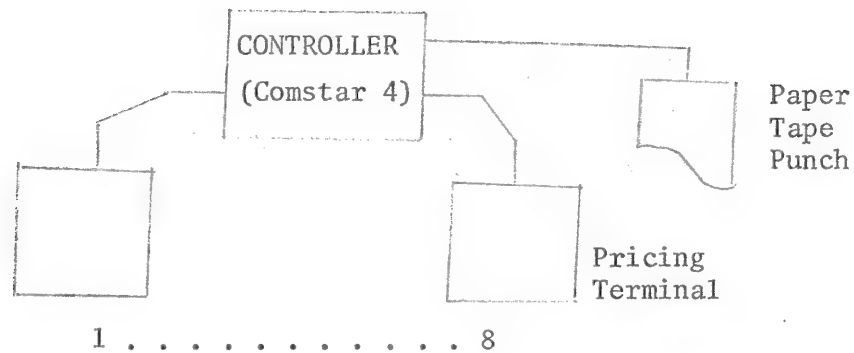 CONTROLLER
(Comstar 4)
Paper
Tape
Punch
Pricing
Terminal
1 . . . . . . . . . . . . 8